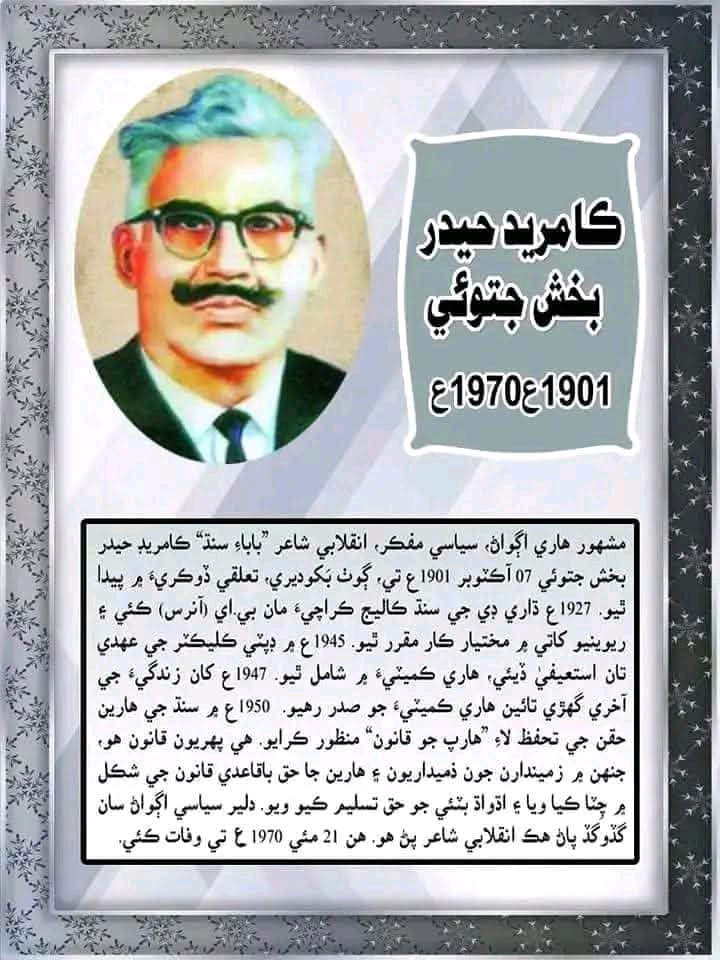 ڪامريڊ حيدر
بخش جتوئي
1901ع1970ع
مشهور هاري اڳواڻ، سياسي مفڪر، انقلابي شاعر ”باباءِ سنڌ“ ڪامريڊ حيدر
بخش جتوئي 07 آڪٽوبر 1901ع تي، ڳوٺ بَکوديري، تعلقي ڏوڪريءَ ۾ پيدا
ٿيو. 1927ع ڌاري ڊي جي سنڌ ڪاليج ڪراچيءَ مان بي.اي (آنرس) ڪئي ۽
ريوينيو کاتي ۾ مختيار ڪار مقرر ٿيو. 1945ع ۾ ڊپٽي ڪليڪٽر جي عهدي
تان استعيفيٰ ڏيئي، هاري ڪميٽيءَ ۾ شامل ٿيو. 1947ع کان زندگيءَ جي
آخري گهڙي تائين هاري ڪميٽيءَ جو صدر رهيو. 1950ع ۾ سنڌ جي هارين
حقن جي تحفظ لاءِ ”هارپ جو قانون“ منظور ڪرايو. هي پهريون قانون هو،
جنهن ۾ زميندارن جون ذميداريون ۽ هارين جا حق باقاعدي قانون جي شڪل
۾ چٽا ڪيا ويا ۽ اڌواڌ بٽئي جو حق تسليم ڪيو ويو. دلير سياسي اڳواڻ سان
گڏوگڏ پاڻ هڪ انقلابي شاعر پڻ هو. هن 21 مئي 1970 ع تي وفات ڪئي.